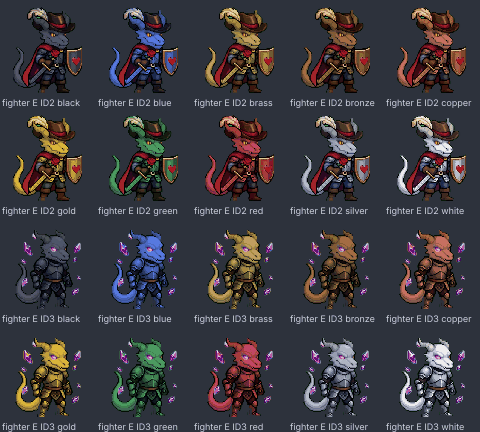 fighter E ID2 black
fighter E ID2 blue
fighter E ID2 brass
fighter E ID2 bronze
fighter E ID2 copper
fighter E ID2 gold
fighter E ID2 green
fighter E ID2 red
fighter E ID2 silver
fighter E ID2 white
fighter E ID3 black
fighter E ID3 blue
fighter E ID3 brass
fighter E ID3 bronze
fighter E ID3 copper
fighter E ID3 gold
fighter E ID3 green
fighter E ID3 red
fighter E ID3 silver
fighter E ID3 white